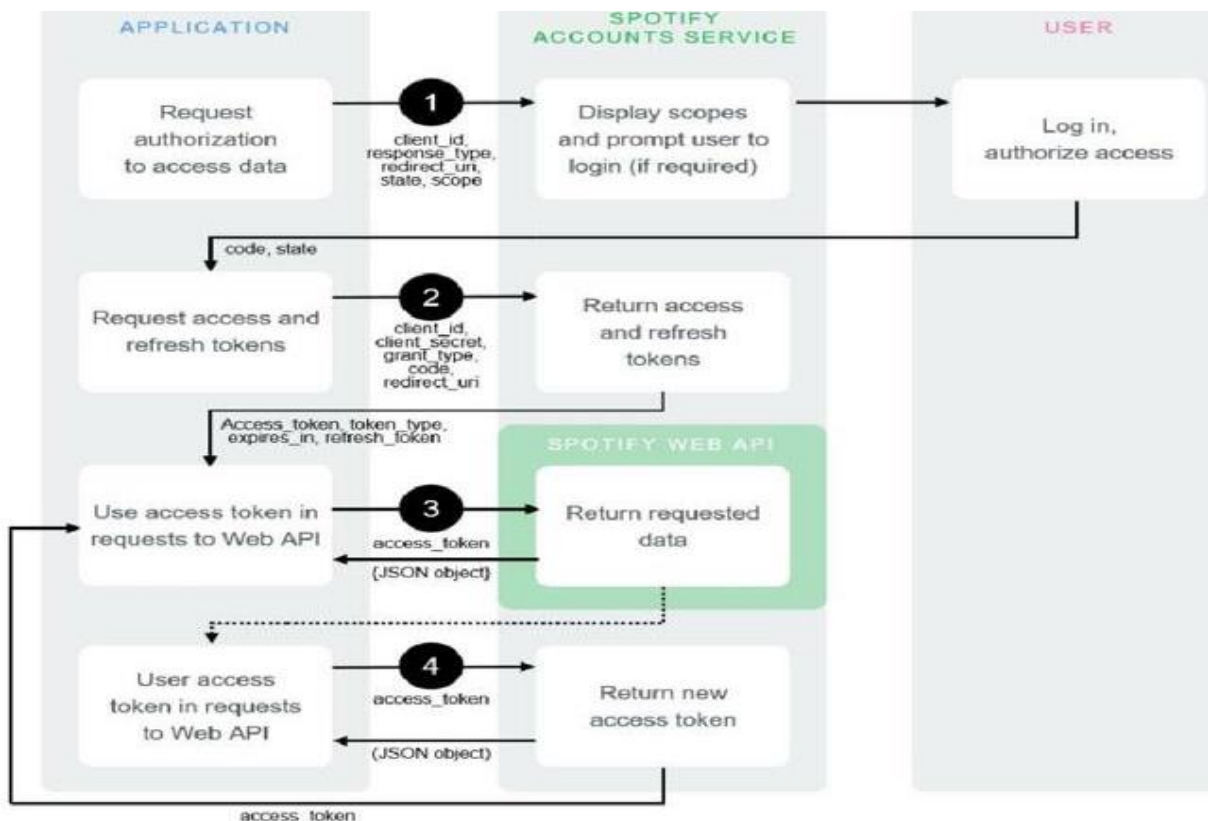 APPLICATION
SPOTIFY
ACCOUNTS SERVICE
USER
Request
authorization
to access data
1
client_id,
response_type,
redirect_uri,
state, scope
Display scopes
and prompt user to
login (if required)
Log in,
authorize access
code, state
Request access and
refresh tokens
2
client_id,
client_secret,
grant_type,
code,
redirect_uri
Return access
and refresh
tokens
Access_token, token_type,
expires_in, refresh_token
SPOTIFY WEB API
Use access token in
requests to Web API
3
access_token
{JSON object}
Return requested
data
User access
token in requests
to Web API
4
access_token
(JSON object)
Return new
access token
access_token